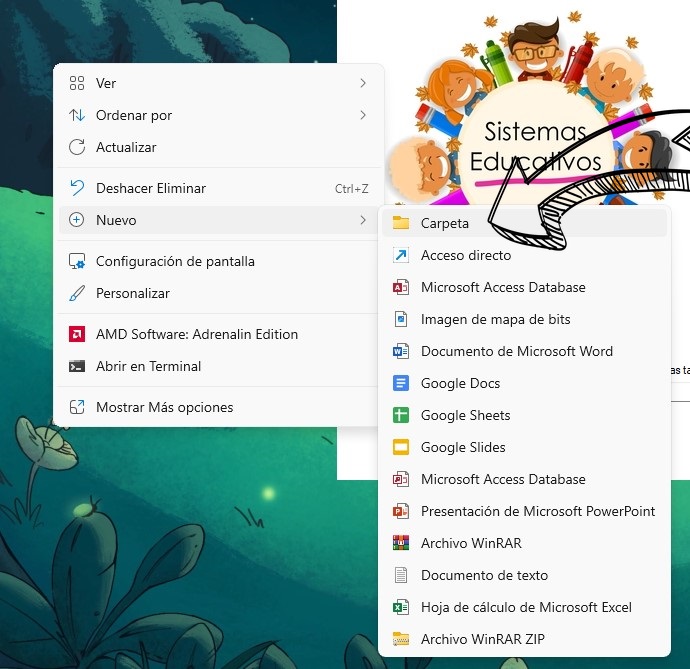 Ver
Ordenar por
Actualizar
Deshacer Eliminar Ctrl+Z
Nuevo
Configuración de pantalla
Personalizar
AMD Software: Adrenalin Edition
Abrir en Terminal
Mostrar Más opciones
Sistemas
Educativos
Carpeta
Acceso directo
Microsoft Access Database
Imagen de mapa de bits
Documento de Microsoft Word
Google Docs
Google Sheets
Google Slides
Microsoft Access Database
Presentación de Microsoft PowerPoint
Archivo WinRAR
Documento de texto
Hoja de cálculo de Microsoft Excel
Archivo WinRAR ZIP